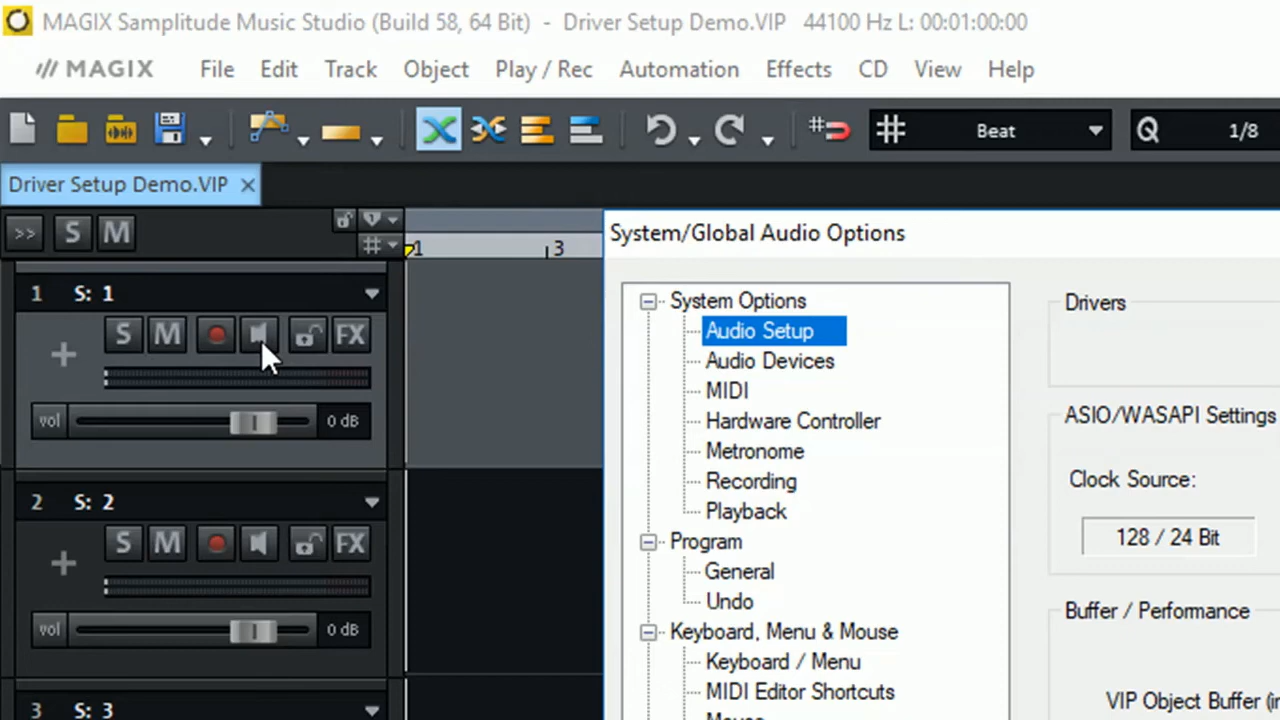 MAGIX Samplitude Music Studio (Build 58, 64 Bit) - Driver Setup Demo.VIP 44100 Hz L: 00:01:00:00
MAGIX File Edit Track Object Play / Rec Automation Effects CD View Help
Beat Q 1/8
Driver Setup Demo.VIP
>> S M
1 3
1 S: 1
S M FX
vol 0 dB
2 S: 2
S M FX
vol 0 dB
3 S: 3
System/Global Audio Options
System Options
Audio Setup
Audio Devices
MIDI
Hardware Controller
Metronome
Recording
Playback
Program
General
Undo
Keyboard, Menu & Mouse
Keyboard / Menu
MIDI Editor Shortcuts
Drivers
ASIO/WASAPI Settings
Clock Source:
128 / 24 Bit
Buffer / Performance
VIP Object Buffer